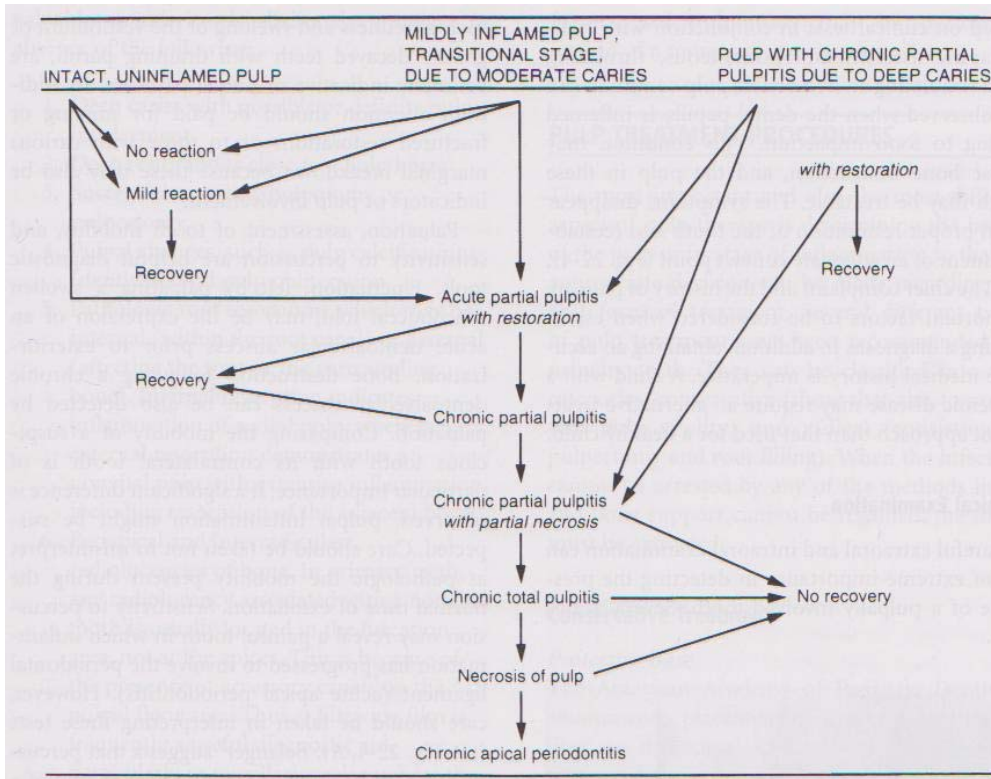 MILDLY INFLAMED PULP,
TRANSITIONAL STAGE,
DUE TO MODERATE CARIES
PULP WITH CHRONIC PARTIAL
PULPITIS DUE TO DEEP CARIES
INTACT, UNINFLAMED PULP
No reaction
Mild reaction
with restoration
Recovery
Recovery
Acute partial pulpitis
with restoration
Recovery
Chronic partial pulpitis
Chronic partial pulpitis
with partial necrosis
Chronic total pulpitis
No recovery
Necrosis of pulp
Chronic apical periodontitis